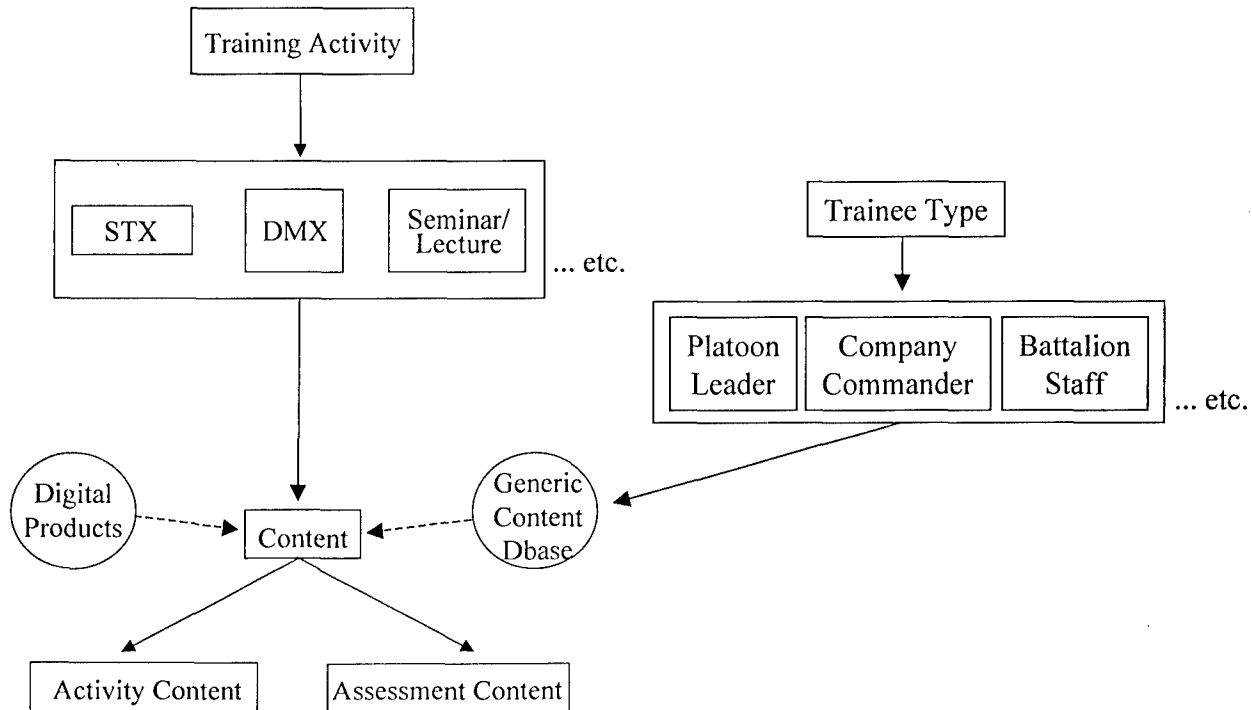 Training Activity
STX
DMX
Seminar/
Lecture
... etc.
Trainee Type
Platoon
Leader
Company
Commander
Battalion
Staff
... etc.
Digital
Products
Content
Generic
Content
Dbase
Activity Content
Assessment Content